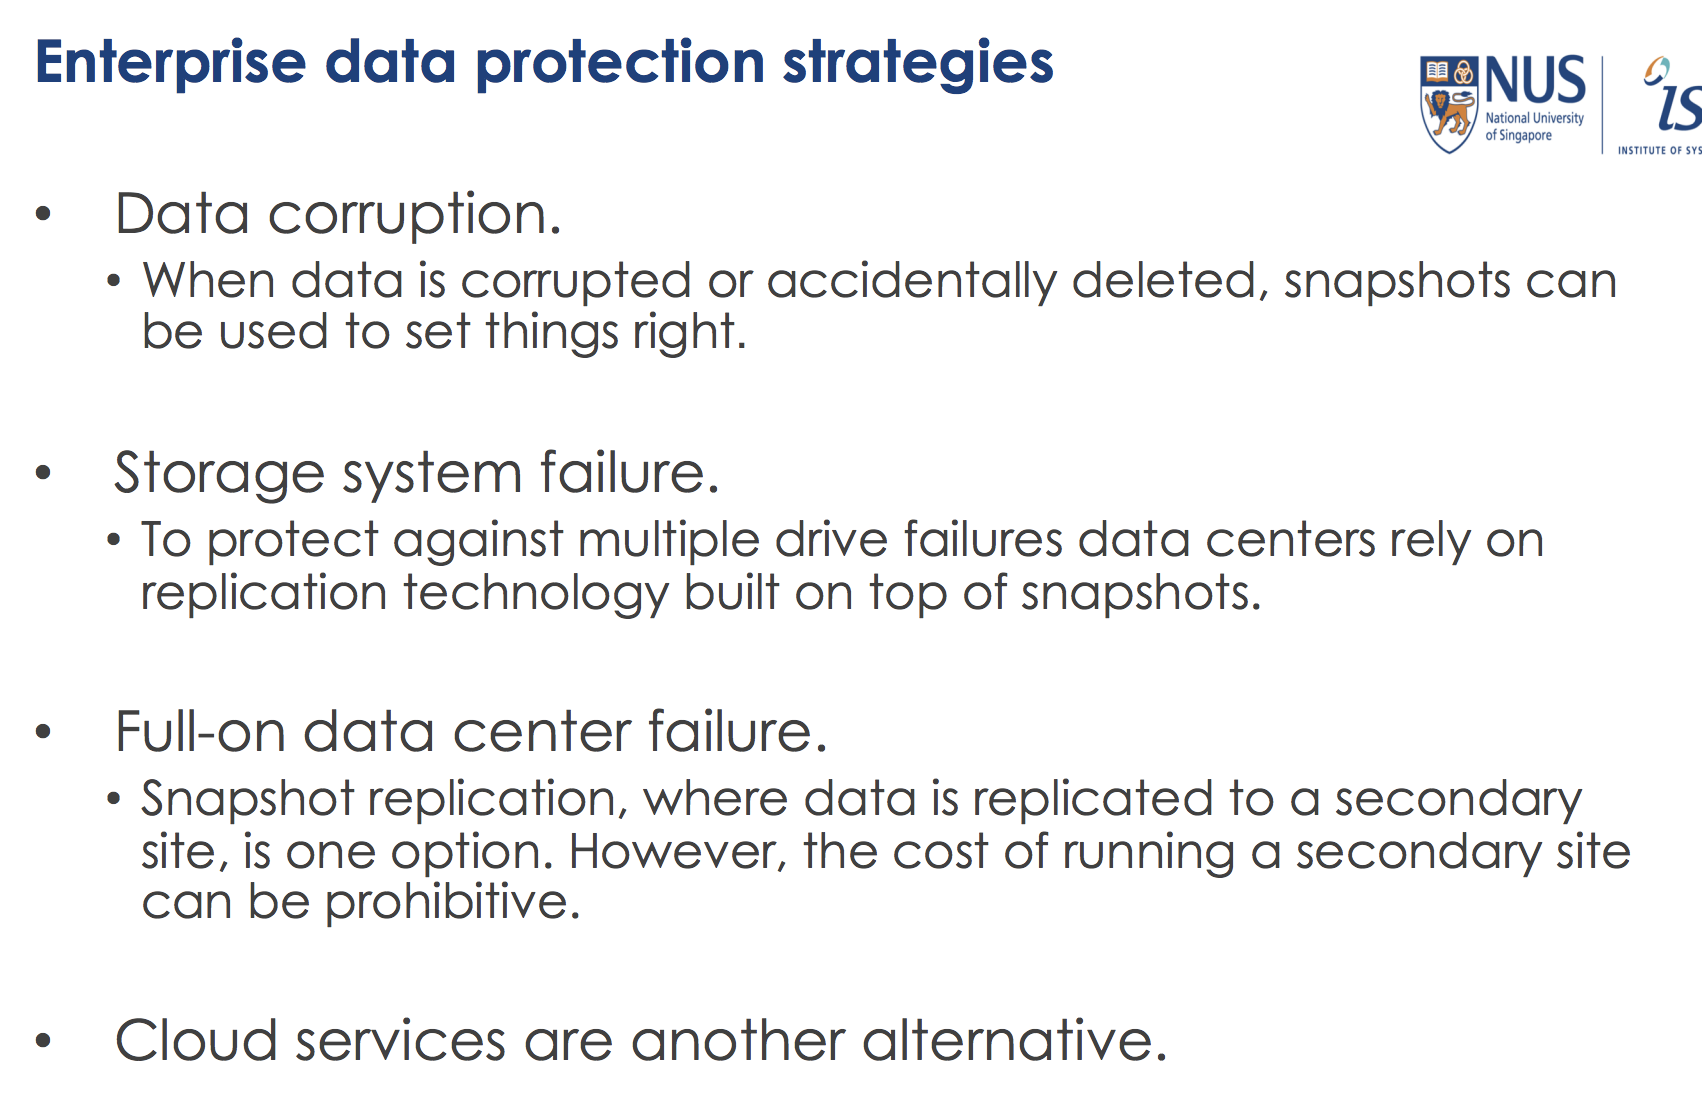 Enterprise data protection strategies
NUS
National University
of Singapore
INSTITUTE OF SYS
• Data corruption.
• When data is corrupted or accidentally deleted, snapshots can
be used to set things right.
• Storage system failure.
• To protect against multiple drive failures data centers rely on
replication technology built on top of snapshots.
• Full-on data center failure.
• Snapshot replication, where data is replicated to a secondary
site, is one option. However, the cost of running a secondary site
can be prohibitive.
• Cloud services are another alternative.